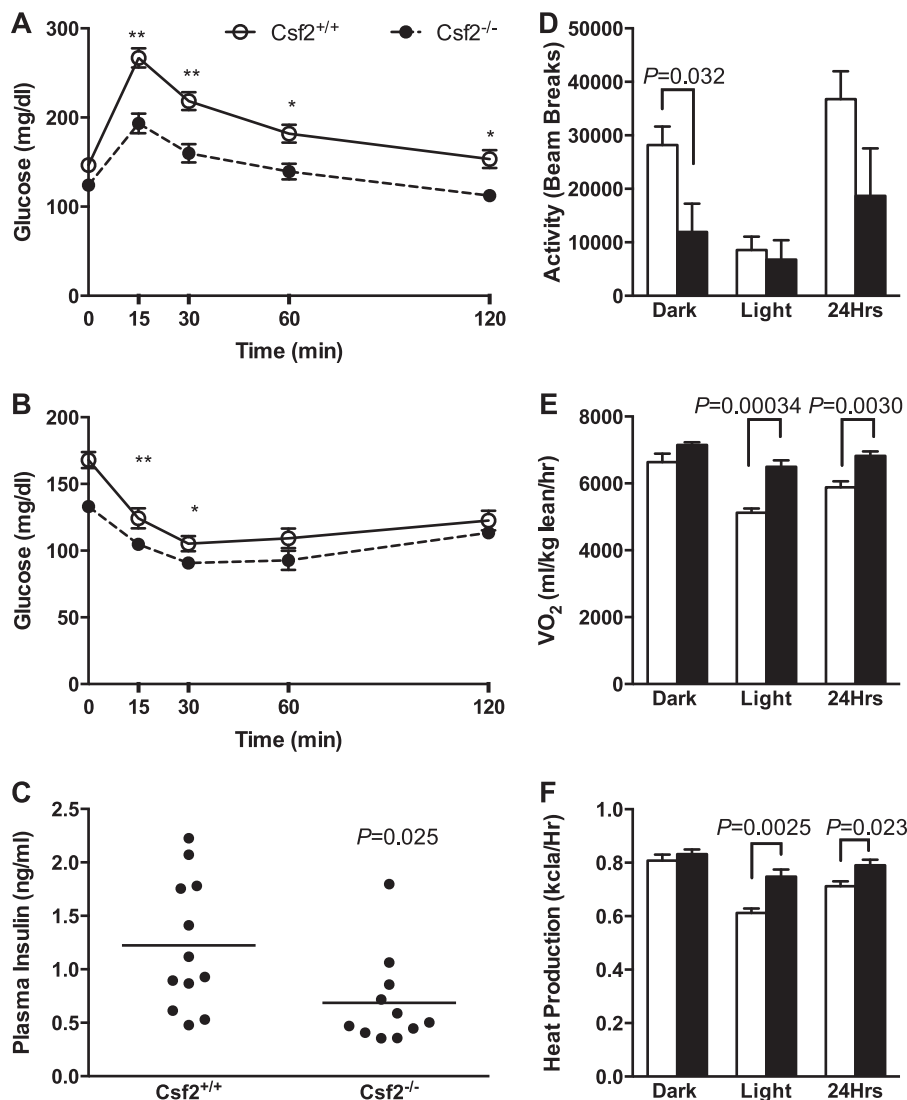 A
Csf2+/+ Csf2-/-
300
200
100
0
Glucose (mg/dl)
**
**
*
*
0 15 30 60 120
Time (min)
B
200
150
100
50
0
Glucose (mg/dl)
**
*
0 15 30 60 120
Time (min)
C
2.5
2.0
1.5
1.0
0.5
0.0
Plasma Insulin (ng/ml)
P=0.025
Csf2+/+ Csf2-/-
D
50000
40000
30000
20000
10000
0
Activity (Beam Breaks)
P=0.032
Dark Light 24Hrs
E
8000
6000
4000
2000
0
VO2 (ml/kg lean/hr)
P=0.00034 P=0.0030
Dark Light 24Hrs
F
1.0
0.8
0.6
0.4
0.2
0.0
Heat Production (kcla/Hr)
P=0.0025 P=0.023
Dark Light 24Hrs